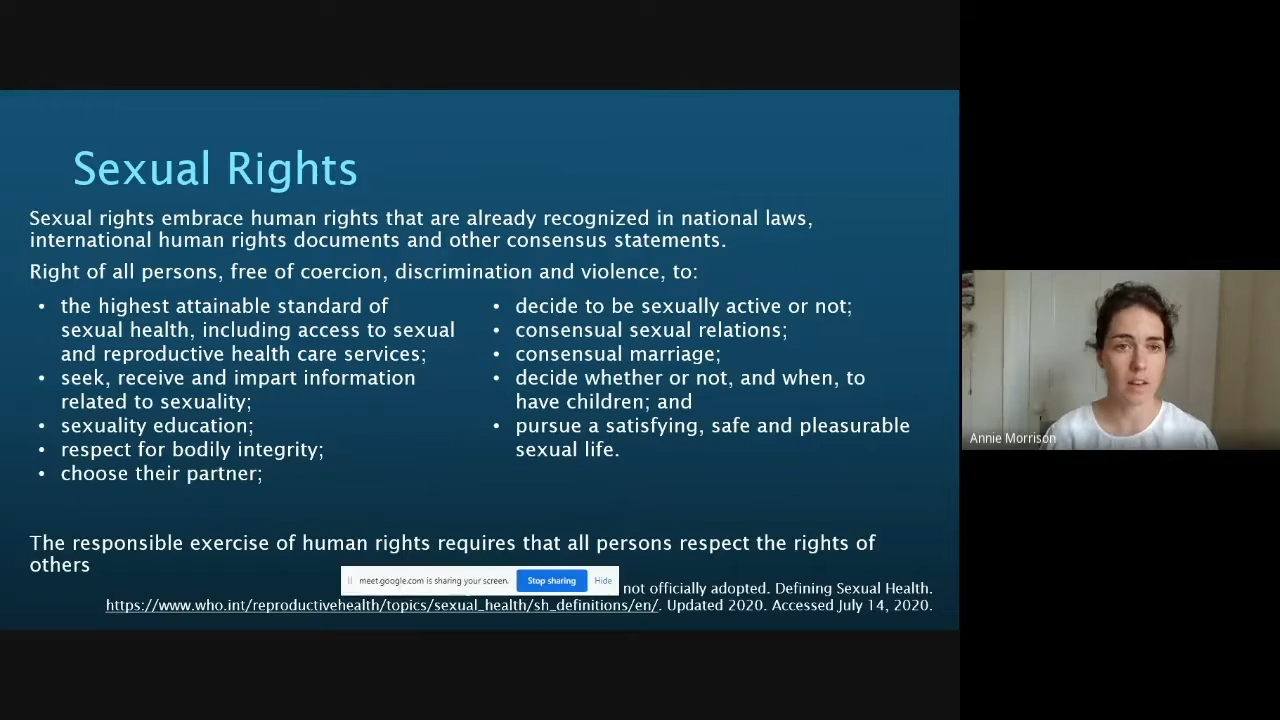 Sexual Rights
Sexual rights embrace human rights that are already recognized in national laws,
international human rights documents and other consensus statements.
Right of all persons, free of coercion, discrimination and violence, to:
• the highest attainable standard of
sexual health, including access to sexual
and reproductive health care services;
• seek, receive and impart information
related to sexuality;
• sexuality education;
• respect for bodily integrity;
• choose their partner;
• decide to be sexually active or not;
• consensual sexual relations;
• consensual marriage;
• decide whether or not, and when, to
have children; and
• pursue a satisfying, safe and pleasurable
sexual life.
The responsible exercise of human rights requires that all persons respect the rights of
others
meet.google.com is sharing your screen. Stop sharing Hide
not officially adopted. Defining Sexual Health.
https://www.who.int/reproductivehealth/topics/sexual_health/sh_definitions/en/. Updated 2020. Accessed July 14, 2020.
Annie Morrison